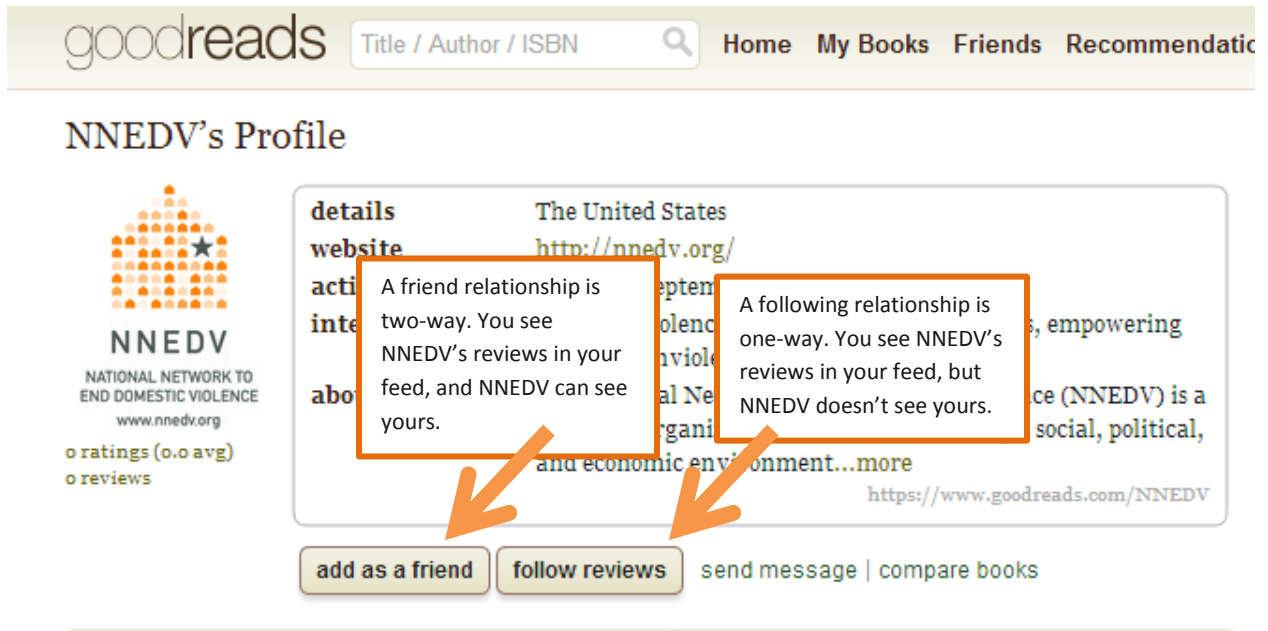 goodreads Title / Author / ISBN Home My Books Friends
NNEDV's Profile
NNEDV
NATIONAL NETWORK TO
END DOMESTIC VIOLENCE
www.nnedv.org
0 ratings (0.0 avg)
0 reviews
details The United States
website http://nnedv.org/
empowering
(NNEDV) is a
social, political,
and economic environment...more
https://www.goodreads.com/NNEDV
A friend relationship is
two-way. You see
NNEDV's reviews in your
feed, and NNEDV can see
yours.
A following relationship is
one-way. You see NNEDV's
reviews in your feed, but
NNEDV doesn't see yours.
add as a friend follow reviews send message | compare books